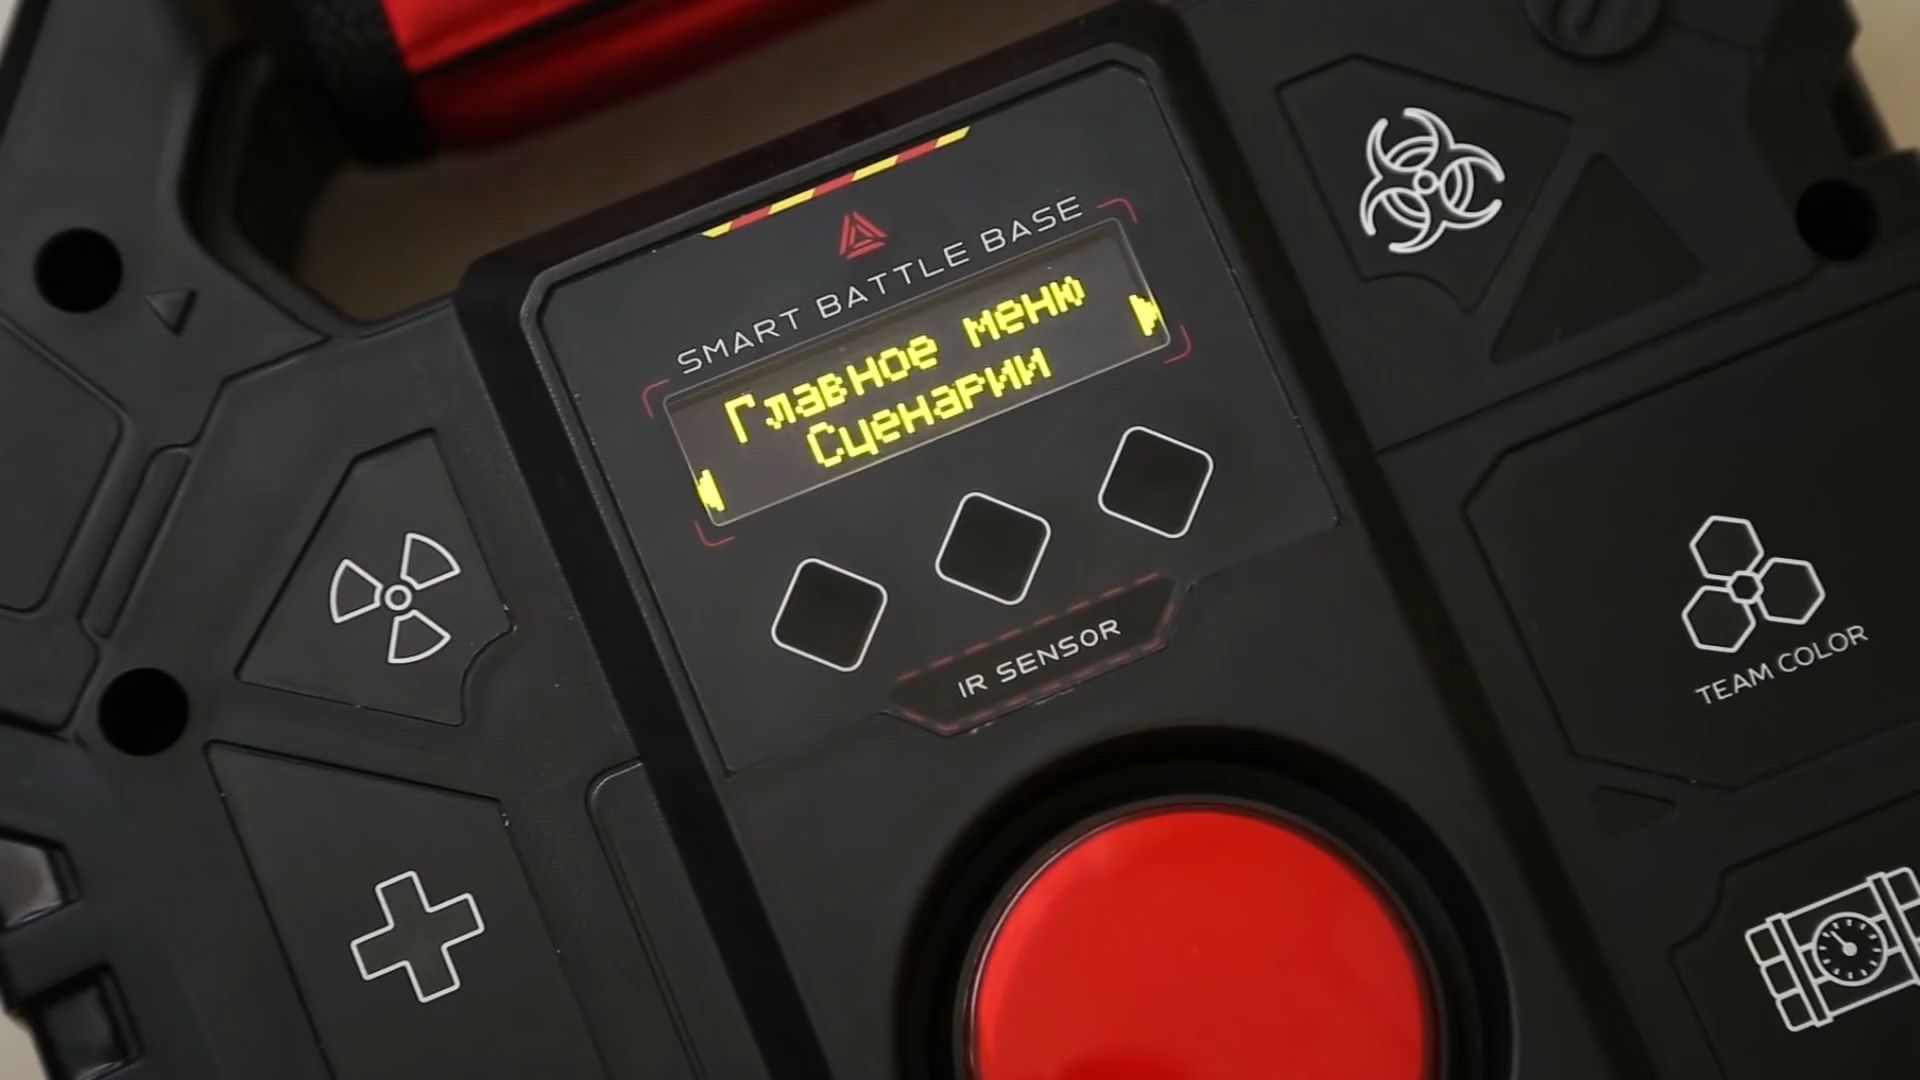 SMART BATTLE BASE
Главное меню
Сценарии
IR SENSOR
TEAM COLOR